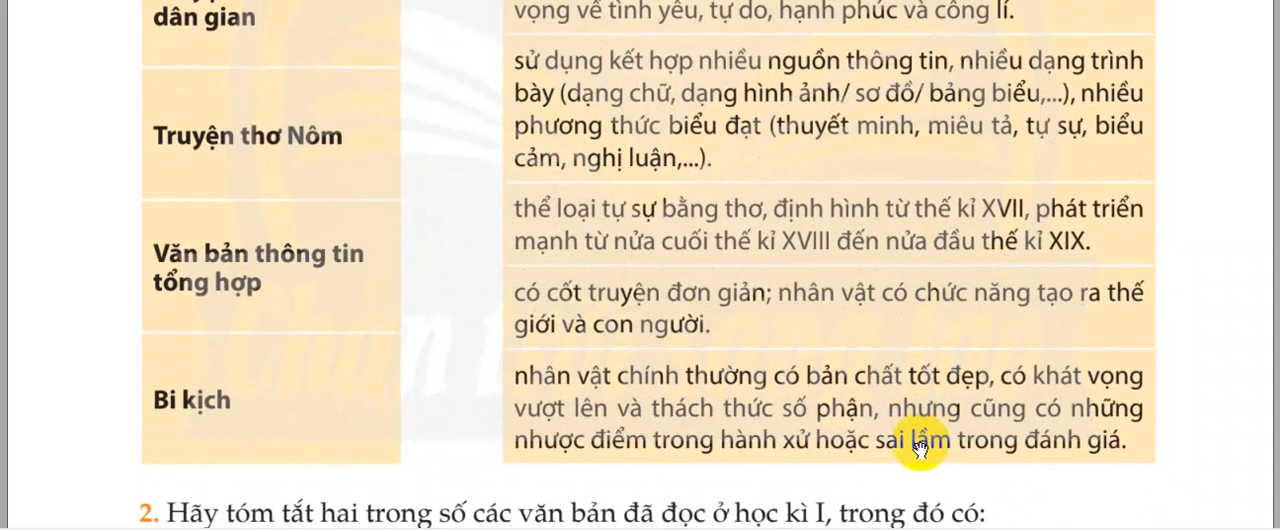 dân gian
vọng về tình yêu, tự do, hạnh phúc và công lí.
Truyện thơ Nôm
sử dụng kết hợp nhiều nguồn thông tin, nhiều dạng trình
bày (dạng chữ, dạng hình ảnh/ sơ đồ/ bảng biểu,...), nhiều
phương thức biểu đạt (thuyết minh, miêu tả, tự sự, biểu
cảm, nghị luận,...).
Văn bản thông tin
tổng hợp
thể loại tự sự bằng thơ, định hình từ thế kỉ XVII, phát triển
mạnh từ nửa cuối thế kỉ XVIII đến nửa đầu thế kỉ XIX.
có cốt truyện đơn giản; nhân vật có chức năng tạo ra thế
giới và con người.
Bi kịch
nhân vật chính thường có bản chất tốt đẹp, có khát vọng
vượt lên và thách thức số phận, nhưng cũng có những
nhược điểm trong hành xử hoặc sai lầm trong đánh giá.
2. Hãy tóm tắt hai trong số các văn bản đã đọc ở học kì I, trong đó có: